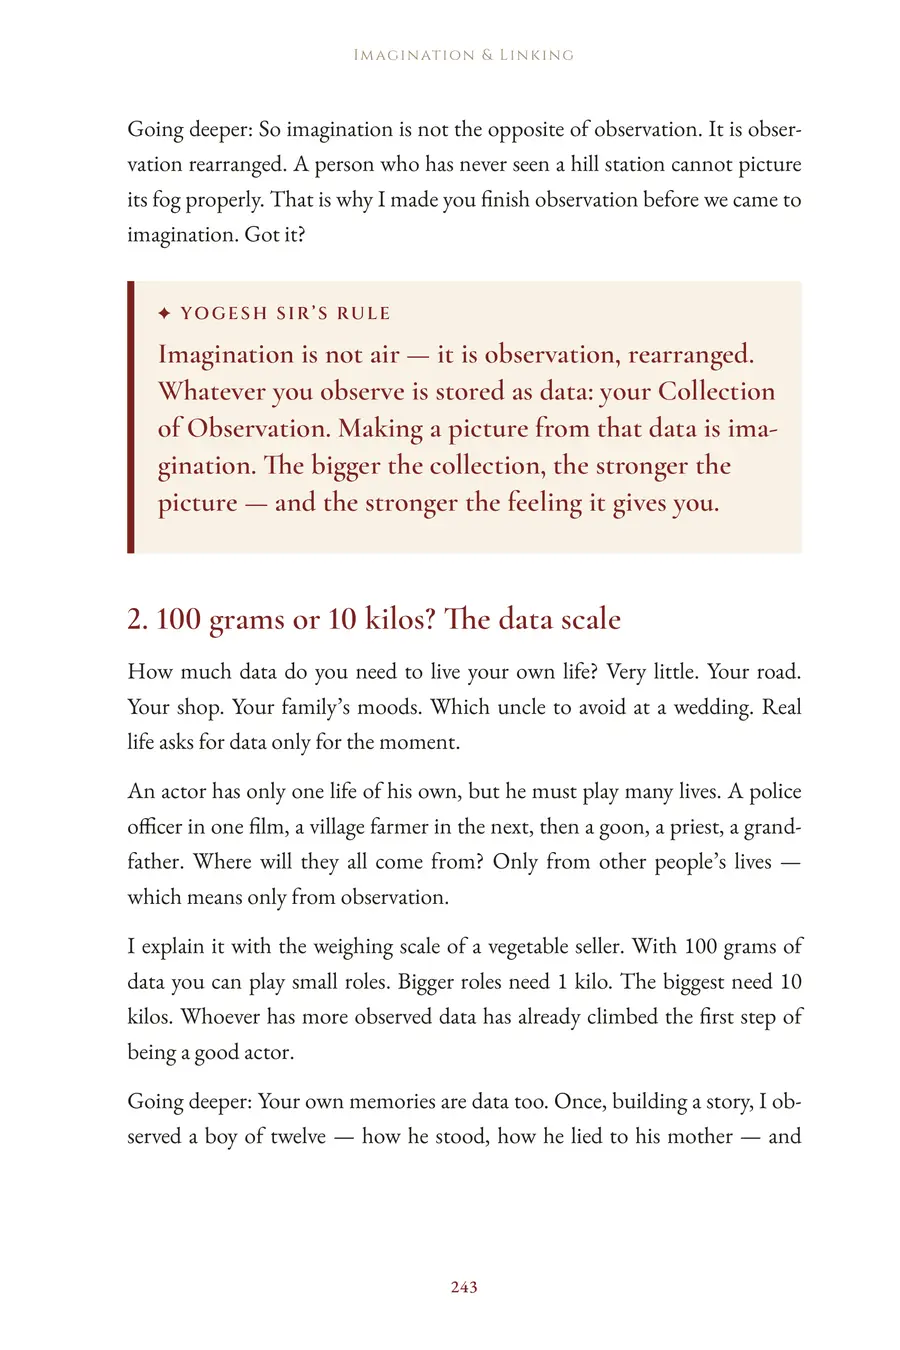 IMAGINATION & LINKING
Going deeper: So imagination is not the opposite of observation. It is obser-
vation rearranged. A person who has never seen a hill station cannot picture
its fog properly. That is why I made you finish observation before we came to
imagination. Got it?
✦ YOGESH SIR’S RULE
Imagination is not air — it is observation, rearranged.
Whatever you observe is stored as data: your Collection
of Observation. Making a picture from that data is ima-
gination. The bigger the collection, the stronger the
picture — and the stronger the feeling it gives you.
2. 100 grams or 10 kilos? The data scale
How much data do you need to live your own life? Very little. Your road.
Your shop. Your family’s moods. Which uncle to avoid at a wedding. Real
life asks for data only for the moment.
An actor has only one life of his own, but he must play many lives. A police
officer in one film, a village farmer in the next, then a goon, a priest, a grand-
father. Where will they all come from? Only from other people’s lives —
which means only from observation.
I explain it with the weighing scale of a vegetable seller. With 100 grams of
data you can play small roles. Bigger roles need 1 kilo. The biggest need 10
kilos. Whoever has more observed data has already climbed the first step of
being a good actor.
Going deeper: Your own memories are data too. Once, building a story, I ob-
served a boy of twelve — how he stood, how he lied to his mother — and
243